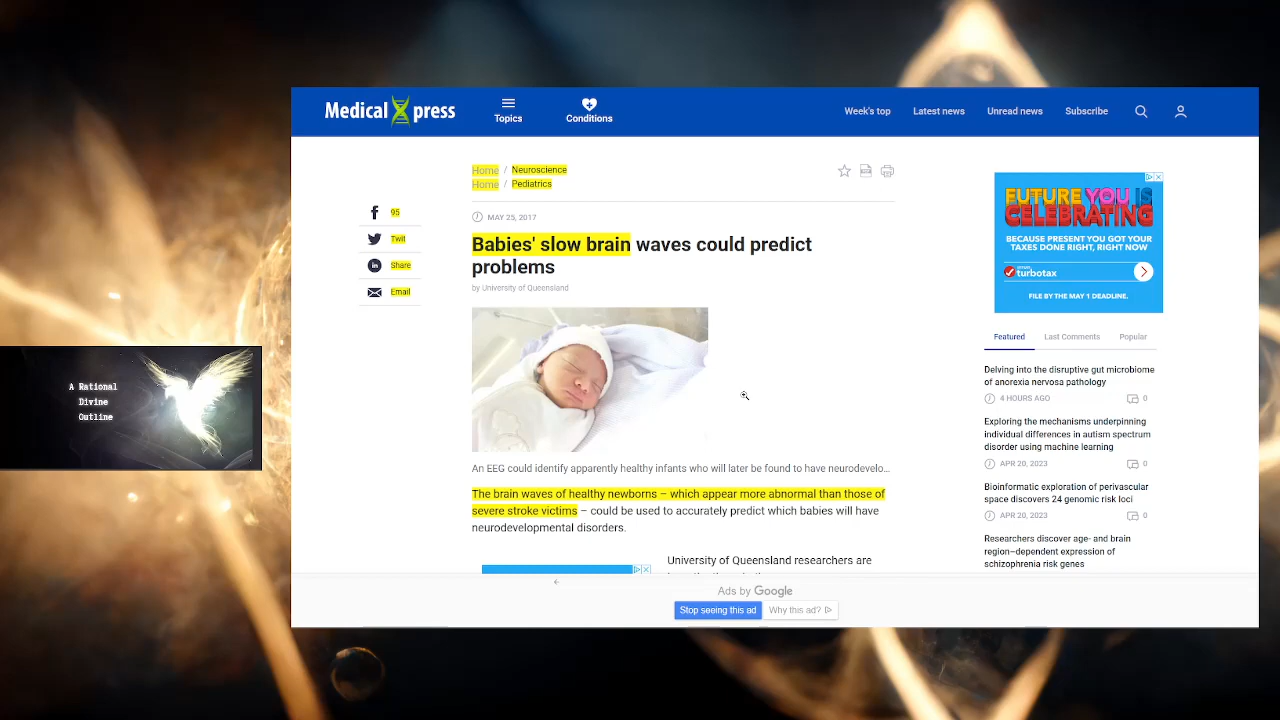 Medical Xpress
Topics
Conditions
Week's top
Latest news
Unread news
Subscribe
Home / Neuroscience
Home / Pediatrics
95
Twit
Share
Email
MAY 25, 2017
Babies' slow brain waves could predict
problems
by University of Queensland
An EEG could identify apparently healthy infants who will later be found to have neurodevelo...
The brain waves of healthy newborns – which appear more abnormal than those of
severe stroke victims – could be used to accurately predict which babies will have
neurodevelopmental disorders.
University of Queensland researchers are
Ads by Google
Stop seeing this ad
Why this ad?
FUTURE YOU IS
CELEBRATING
BECAUSE PRESENT YOU GOT YOUR
TAXES DONE RIGHT, RIGHT NOW
turbotax
FILE BY THE MAY 1 DEADLINE.
Featured
Last Comments
Popular
Delving into the disruptive gut microbiome
of anorexia nervosa pathology
4 HOURS AGO
0
Exploring the mechanisms underpinning
individual differences in autism spectrum
disorder using machine learning
APR 20, 2023
0
Bioinformatic exploration of perivascular
space discovers 24 genomic risk loci
APR 20, 2023
0
Researchers discover age- and brain
region–dependent expression of
schizophrenia risk genes
A Rational
Divine
Outline